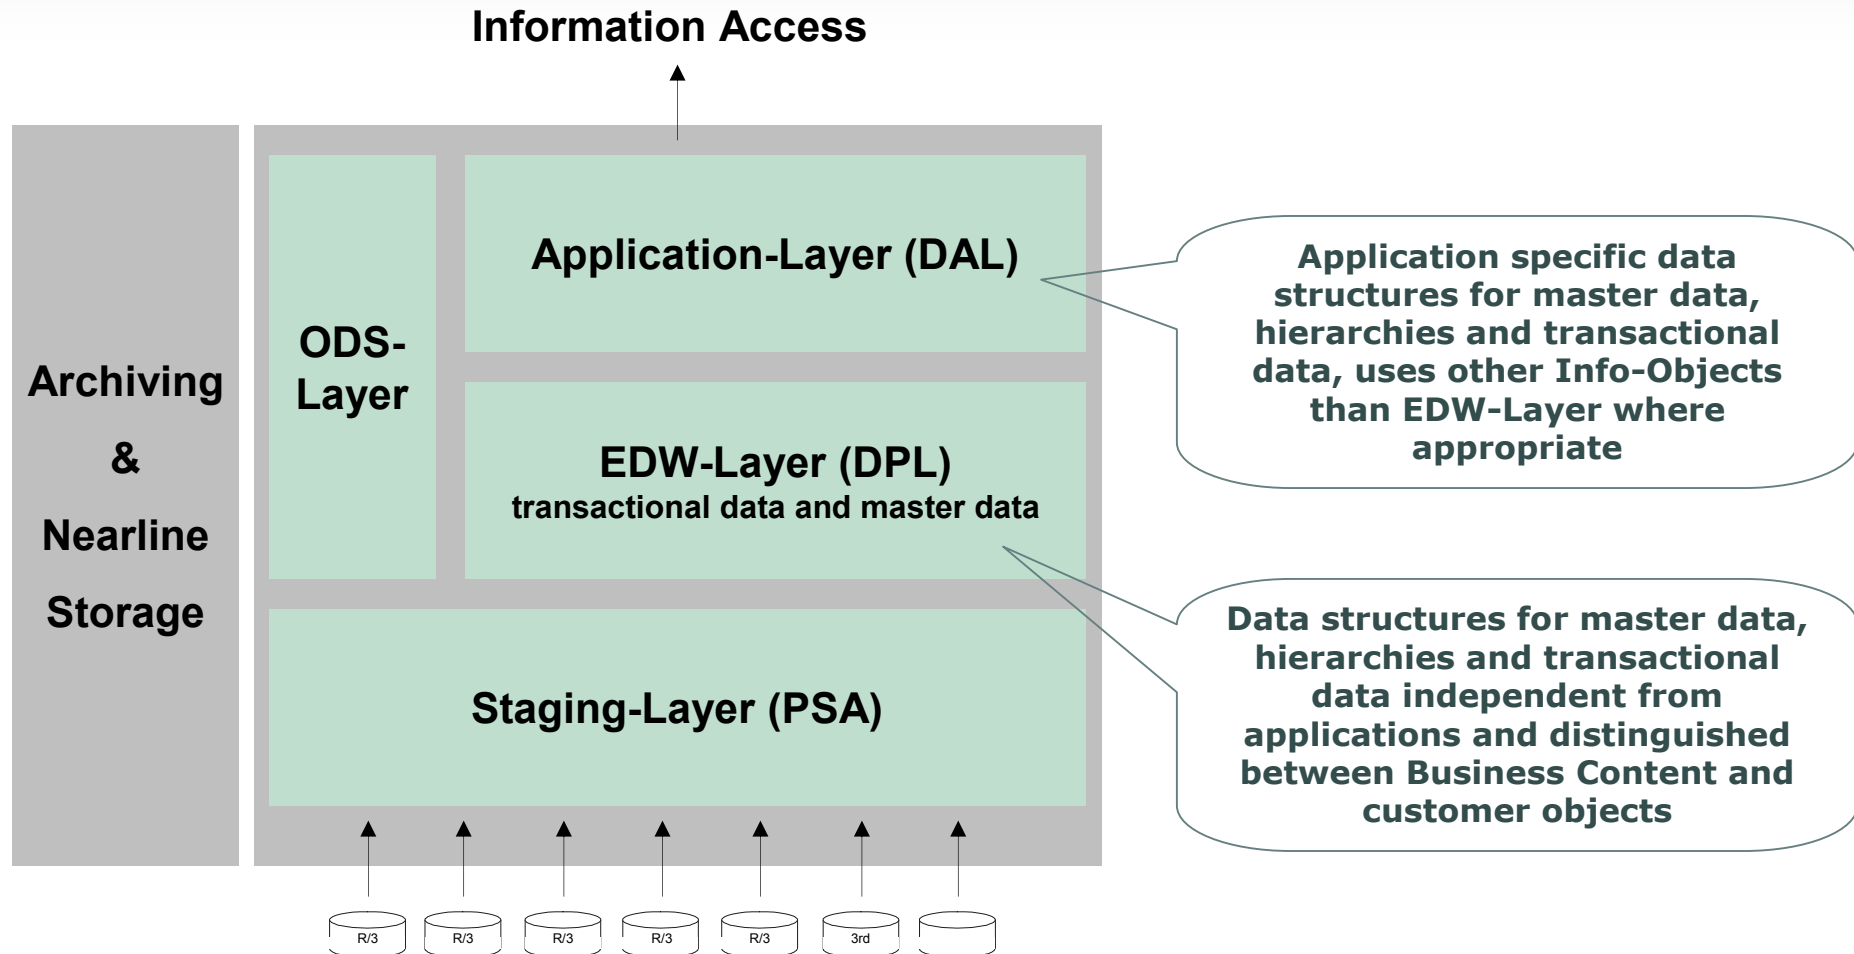 Information Access
Archiving
&
Nearline
Storage
ODS-
Layer
Application-Layer (DAL)
EDW-Layer (DPL)
transactional data and master data
Staging-Layer (PSA)
Application specific data
structures for master data,
hierarchies and transactional
data, uses other Info-Objects
than EDW-Layer where
appropriate
Data structures for master data,
hierarchies and transactional
data independent from
applications and distinguished
between Business Content and
customer objects
R/3
R/3
R/3
R/3
R/3
3rd